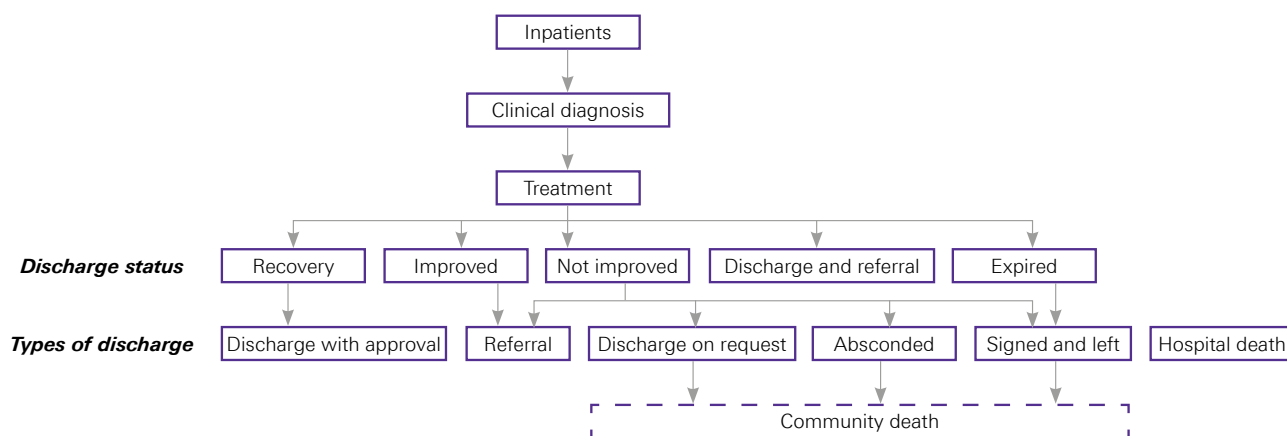 Inpatients
Clinical diagnosis
Treatment
Discharge status
Recovery
Improved
Not improved
Discharge and referral
Expired
Types of discharge
Discharge with approval
Referral
Discharge on request
Absconded
Signed and left
Hospital death
Community death